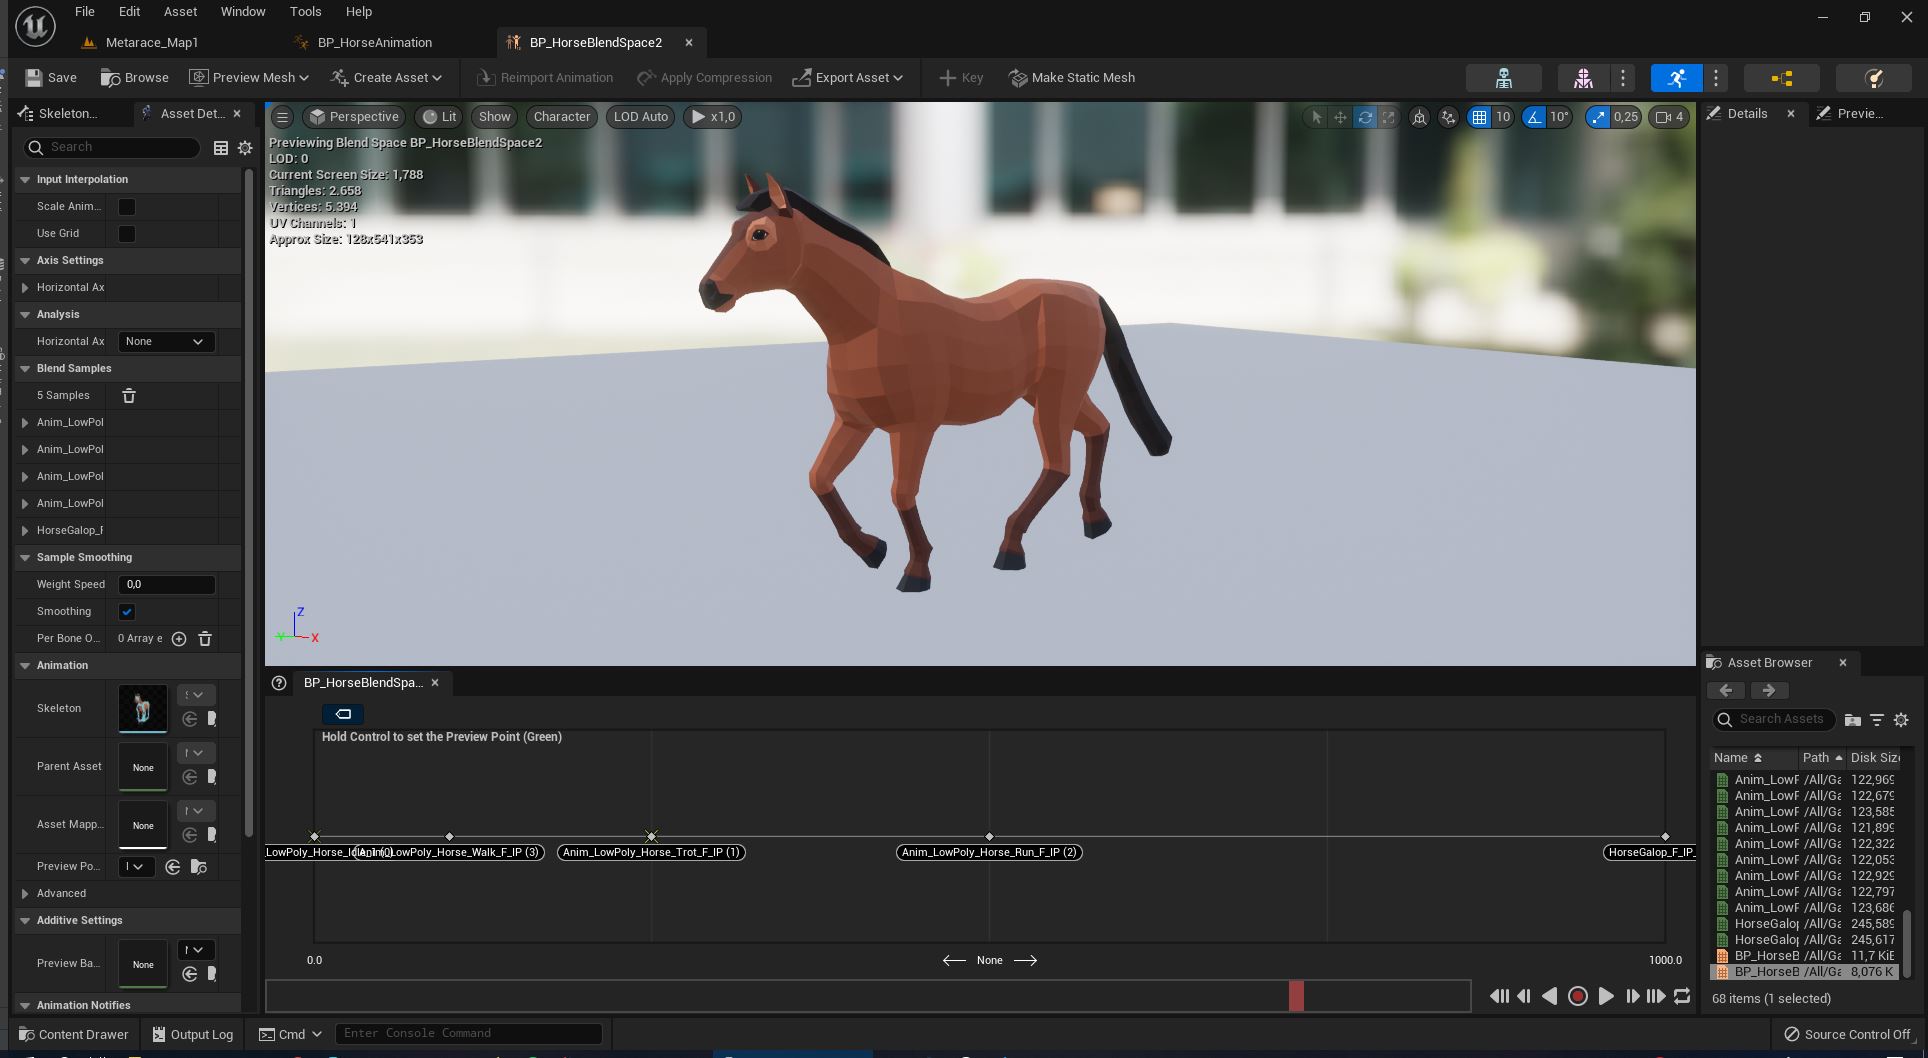 File Edit Asset Window Tools Help
Metarace_Map1 BP_HorseAnimation BP_HorseBlendSpace2
Save Browse Preview Mesh Create Asset Reimport Animation Apply Compression Export Asset Key Make Static Mesh
Skeleton... Asset Det...
Search
Input Interpolation
Scale Anim...
Use Grid
Axis Settings
Horizontal Ax
Analysis
Horizontal Ax None
Blend Samples
5 Samples
Anim_LowPol
Anim_LowPol
Anim_LowPol
Anim_LowPol
HorseGalop_F
Sample Smoothing
Weight Speed 0,0
Smoothing
Per Bone O... 0 Array e
Animation
Skeleton
Parent Asset None
Asset Mapp... None
Preview Po...
Advanced
Additive Settings
Preview Ba... None
Animation Notifies
Perspective Lit Show Character LOD Auto x1,0
10 10° 0,25 4
Previewing Blend Space BP_HorseBlendSpace2
LOD: 0
Current Screen Size: 1,788
Triangles: 2.658
Vertices: 5.394
UV Channels: 1
Approx Size: 128x541x353
Z
Y X
BP_HorseBlendSpa...
Hold Control to set the Preview Point (Green)
Anim_LowPoly_Horse_Walk_F_IP (3) Anim_LowPoly_Horse_Trot_F_IP (1) Anim_LowPoly_Horse_Run_F_IP (2) HorseGalop_F_IP_
0.0 None 1000.0
Details Previe...
Asset Browser
Search Assets
Name Path Disk Size
Anim_LowF /All/Ga 122,969
Anim_LowF /All/Ga 122,679
Anim_LowF /All/Ga 123,585
Anim_LowF /All/Ga 121,899
Anim_LowF /All/Ga 122,322
Anim_LowF /All/Ga 122,053
Anim_LowF /All/Ga 122,929
Anim_LowF /All/Ga 122,797
Anim_LowF /All/Ga 123,686
HorseGalop /All/Ga 245,589
HorseGalop /All/Ga 245,617
BP_HorseB /All/Ga 11,7 KiB
BP_HorseB /All/Ga 8,076 K
68 items (1 selected)
Content Drawer Output Log Cmd Enter Console Command Source Control Off